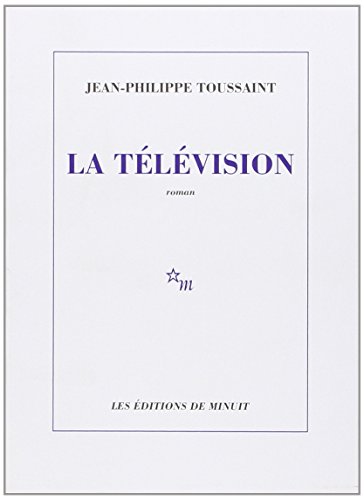 JEAN-PHILIPPE TOUSSAINT
LA TÉLÉVISION
roman
m
LES ÉDITIONS DE MINUIT